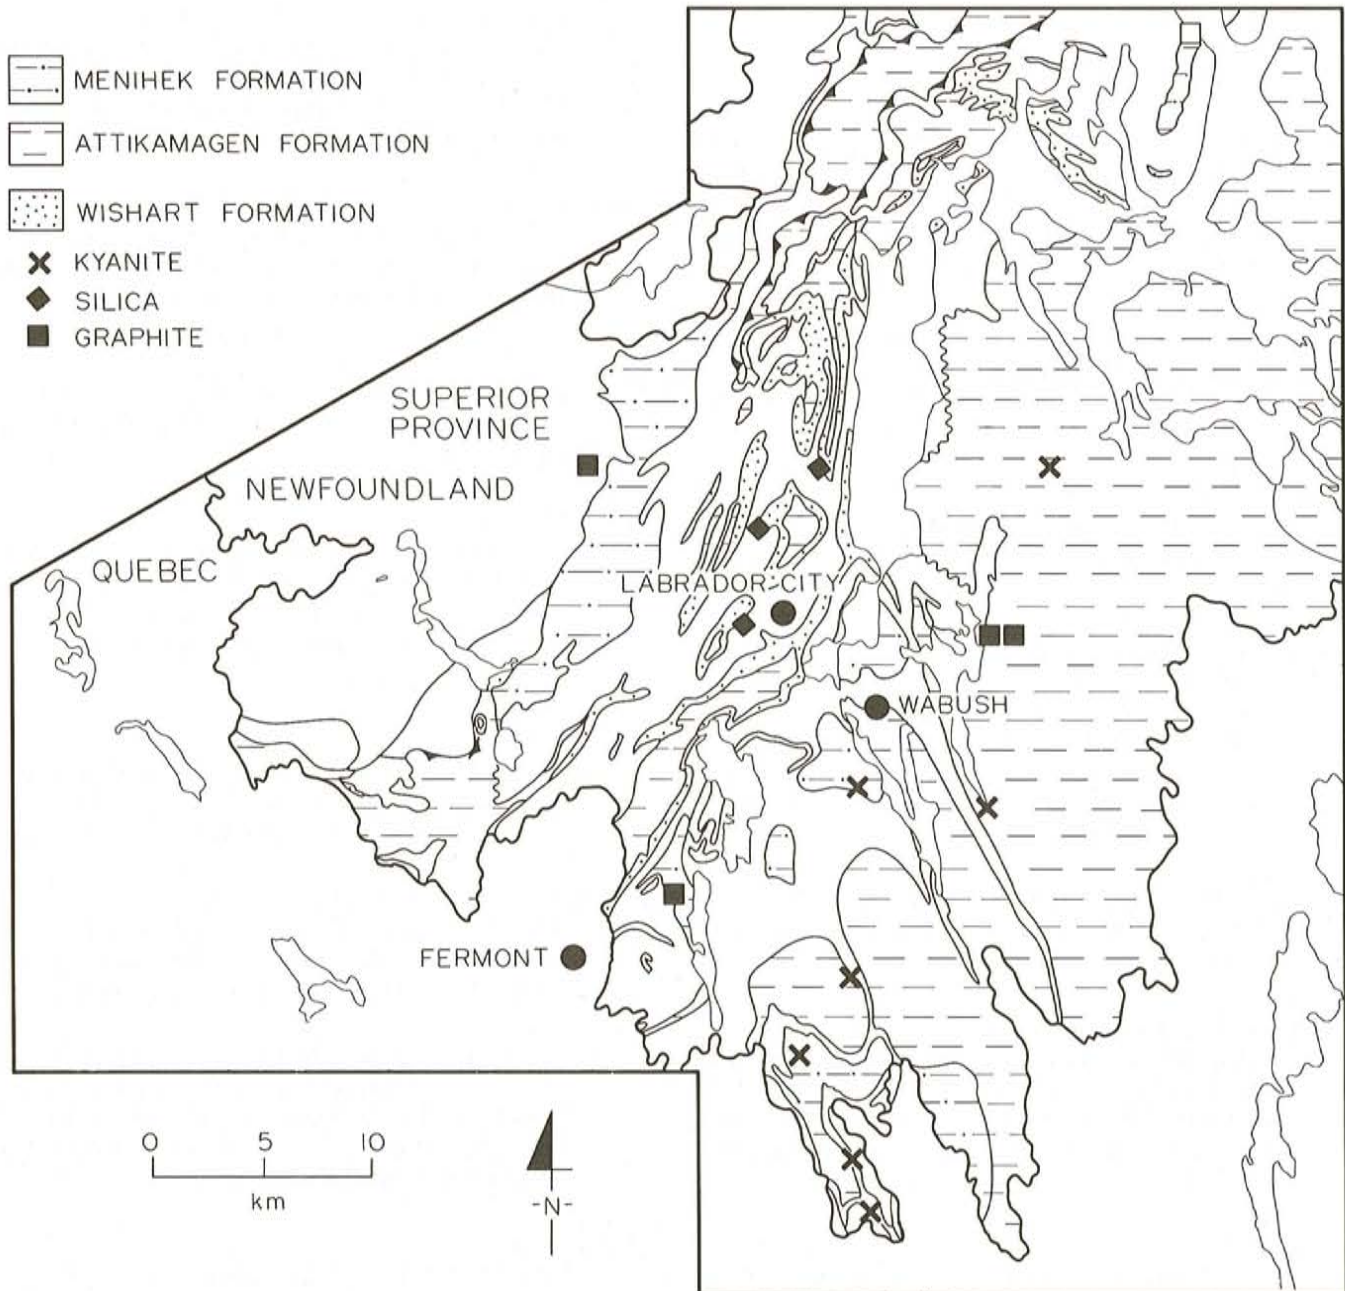 MENIHEK FORMATION
ATTIKAMAGEN FORMATION
WISHART FORMATION
KYANITE
SILICA
GRAPHITE
SUPERIOR
PROVINCE
NEWFOUNDLAND
QUEBEC
LABRADOR CITY
WABUSH
FERMONT
0 5 10
km
-N-